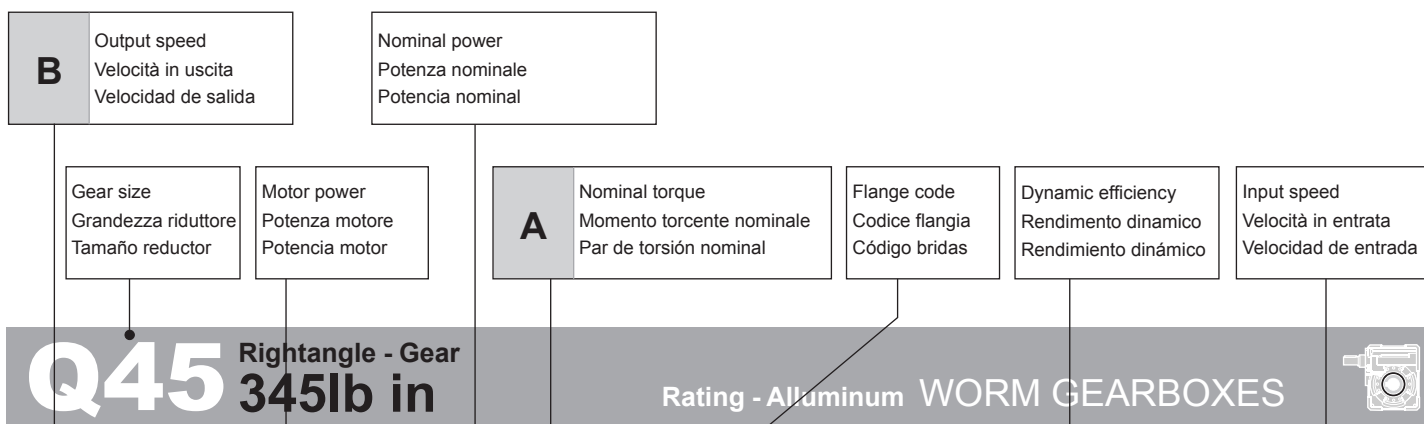 B
Output speed
Velocità in uscita
Velocidad de salida
Nominal power
Potenza nominale
Potencia nominal
Gear size
Grandezza riduttore
Tamaño reductor
Motor power
Potenza motore
Potencia motor
A
Nominal torque
Momento torcente nominale
Par de torsión nominal
Flange code
Codice flangia
Código bridas
Dynamic efficiency
Rendimento dinamico
Rendimiento dinámico
Input speed
Velocità in entrata
Velocidad de entrada
Q45
Rightangle - Gear
345lb in
Rating - Alluminum WORM GEARBOXES